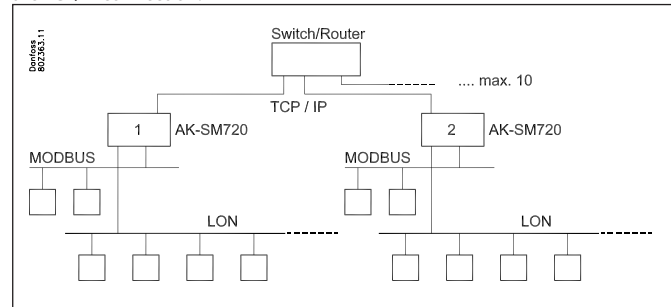 Danfoss
80Z363.11
Switch/Router
.... max. 10
TCP / IP
1 AK-SM720
2 AK-SM720
MODBUS
MODBUS
LON
LON